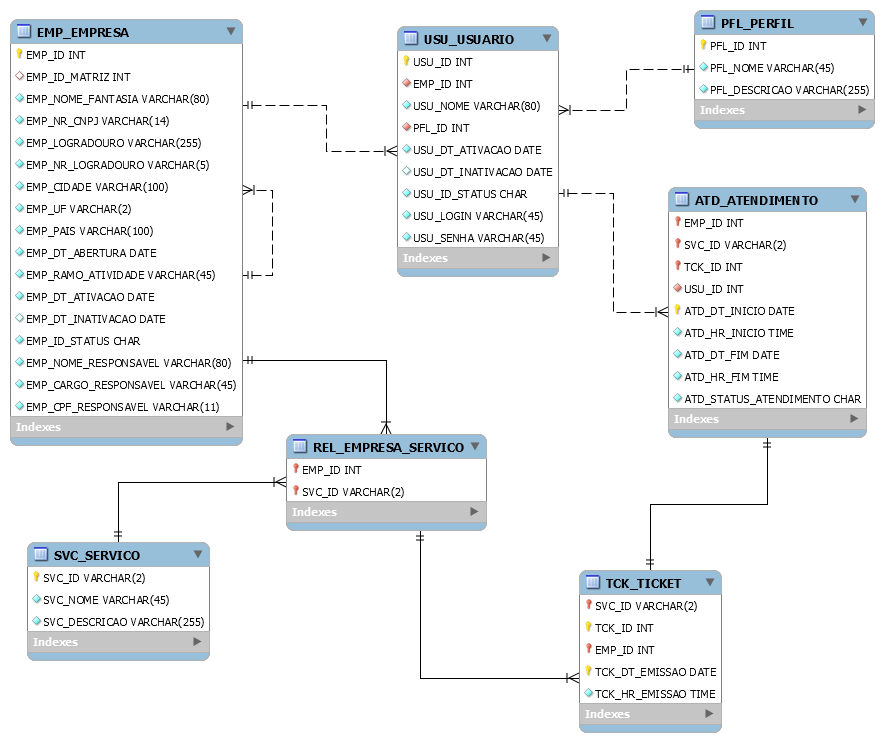 EMP_EMPRESA
EMP_ID INT
EMP_ID_MATRIZ INT
EMP_NOME_FANTASIA VARCHAR(80)
EMP_NR_CNPJ VARCHAR(14)
EMP_LOGRADOURO VARCHAR(255)
EMP_NR_LOGRADOURO VARCHAR(5)
EMP_CIDADE VARCHAR(100)
EMP_UF VARCHAR(2)
EMP_PAIS VARCHAR(100)
EMP_DT_ABERTURA DATE
EMP_RAMO_ATIVIDADE VARCHAR(45)
EMP_DT_ATIVACAO DATE
EMP_DT_INATIVACAO DATE
EMP_ID_STATUS CHAR
EMP_NOME_RESPONSAVEL VARCHAR(80)
EMP_CARGO_RESPONSAVEL VARCHAR(45)
EMP_CPF_RESPONSAVEL VARCHAR(11)
Indexes
USU_USUARIO
USU_ID INT
EMP_ID INT
USU_NOME VARCHAR(80)
PFL_ID INT
USU_DT_ATIVACAO DATE
USU_DT_INATIVACAO DATE
USU_ID_STATUS CHAR
USU_LOGIN VARCHAR(45)
USU_SENHA VARCHAR(45)
Indexes
PFL_PERFIL
PFL_ID INT
PFL_NOME VARCHAR(45)
PFL_DESCRICAO VARCHAR(255)
Indexes
ATD_ATENDIMENTO
EMP_ID INT
SVC_ID VARCHAR(2)
TCK_ID INT
USU_ID INT
ATD_DT_INICIO DATE
ATD_HR_INICIO TIME
ATD_DT_FIM DATE
ATD_HR_FIM TIME
ATD_STATUS_ATENDIMENTO CHAR
Indexes
REL_EMPRESA_SERVICO
EMP_ID INT
SVC_ID VARCHAR(2)
Indexes
SVC_SERVICO
SVC_ID VARCHAR(2)
SVC_NOME VARCHAR(45)
SVC_DESCRICAO VARCHAR(255)
Indexes
TCK_TICKET
SVC_ID VARCHAR(2)
TCK_ID INT
EMP_ID INT
TCK_DT_EMISSAO DATE
TCK_HR_EMISSAO TIME
Indexes